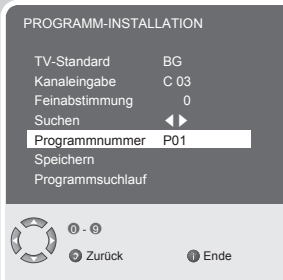 PROGRAMM-INSTALLATION
TV-Standard BG
Kanaleingabe C 03
Feinabstimmung 0
Suchen
Programmnummer P01
Speichern
Programmsuchlauf
0 - 9
Zurück Ende